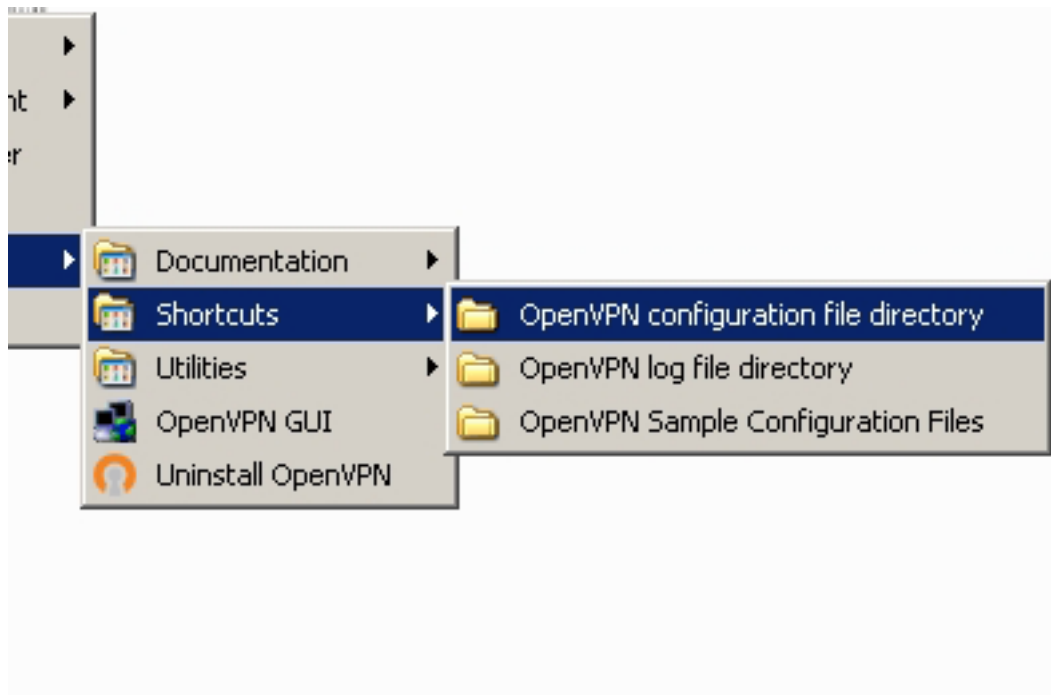 Documentation
Shortcuts
Utilities
OpenVPN GUI
Uninstall OpenVPN
OpenVPN configuration file directory
OpenVPN log file directory
OpenVPN Sample Configuration Files